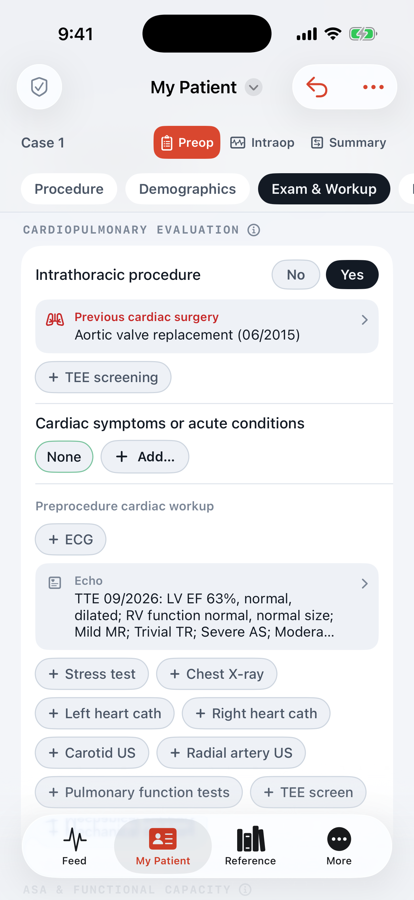 9:41
My Patient
Case 1
Preop
Intraop
Summary
Procedure
Demographics
Exam & Workup
CARDIOPULMONARY EVALUATION
Intrathoracic procedure
No
Yes
Previous cardiac surgery
Aortic valve replacement (06/2015)
+ TEE screening
Cardiac symptoms or acute conditions
None
+ Add...
Preprocedure cardiac workup
+ ECG
Echo
TTE 09/2026: LV EF 63%, normal,
dilated; RV function normal, normal size;
Mild MR; Trivial TR; Severe AS; Modera...
+ Stress test
+ Chest X-ray
+ Left heart cath
+ Right heart cath
+ Carotid US
+ Radial artery US
+ Pulmonary function tests
+ TEE screen
Feed
My Patient
Reference
More
ASA & FUNCTIONAL CAPACITY